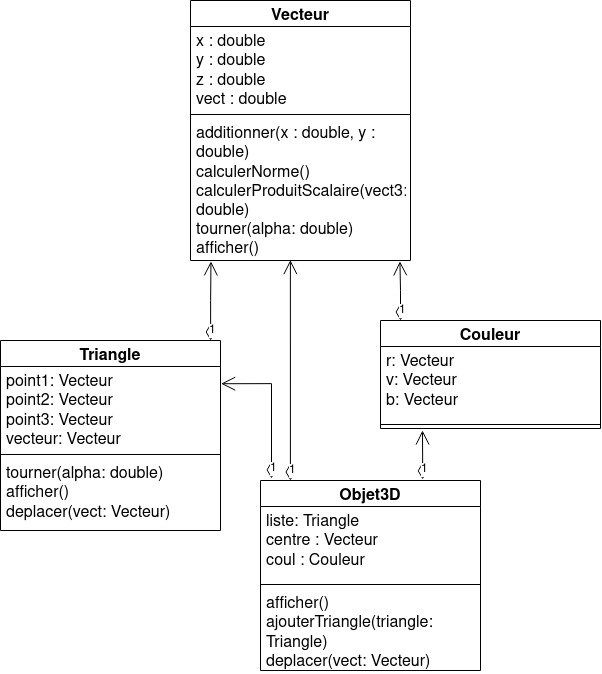 Vecteur
x : double
y : double
z : double
vect : double
additionner(x : double, y :
double)
calculerNorme()
calculerProduitScalaire(vect3:
double)
tourner(alpha: double)
afficher()
1
1
Triangle
point1: Vecteur
point2: Vecteur
point3: Vecteur
vecteur: Vecteur
tourner(alpha: double)
afficher()
deplacer(vect: Vecteur)
Couleur
r: Vecteur
v: Vecteur
b: Vecteur
1
1
1
Objet3D
liste: Triangle
centre : Vecteur
coul : Couleur
afficher()
ajouterTriangle(triangle:
Triangle)
deplacer(vect: Vecteur)